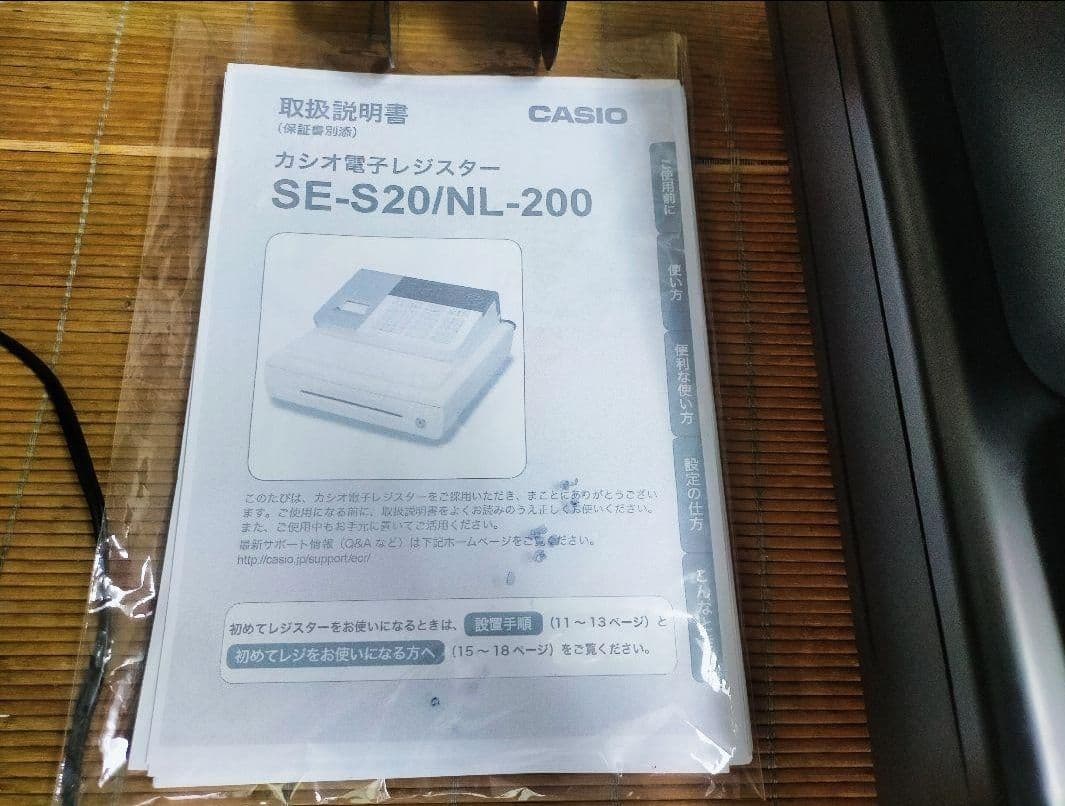 取扱説明書
(保証書別添)
CASIO
カシオ電子レジスター
SE-S20/NL-200
ご使用前に
使い方
便利な使い方
設定の仕方
こんなと
このたびは、カシオ電子レジスターをご採用いただき、まことにありがとうござい
ます。ご使用になる前に、取扱説明書をよくお読みのうえ正しくお使いください。
また、ご使用中もお手元に置いてご活用ください。
最新サポート情報（Q&A など）は下記ホームページをご覧ください。
http://casio.jp/support/ecr/
初めてレジスターをお使いになるときは、 設置手順 （11～13ページ）と
初めてレジをお使いになる方へ （15～18ページ）をご覧ください。